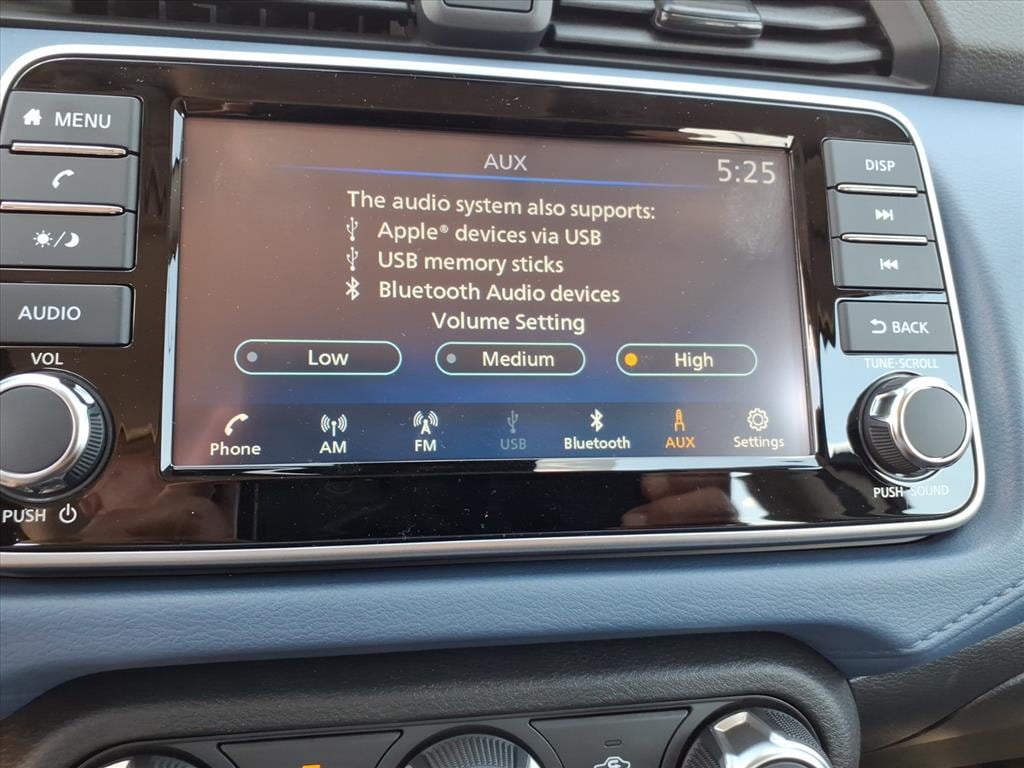 MENU
AUDIO
VOL
PUSH
AUX
5:25
The audio system also supports:
Apple® devices via USB
USB memory sticks
Bluetooth Audio devices
Volume Setting
Low Medium High
Phone AM FM USB Bluetooth AUX Settings
DISP
BACK
TUNE·SCROLL
PUSH SOUND